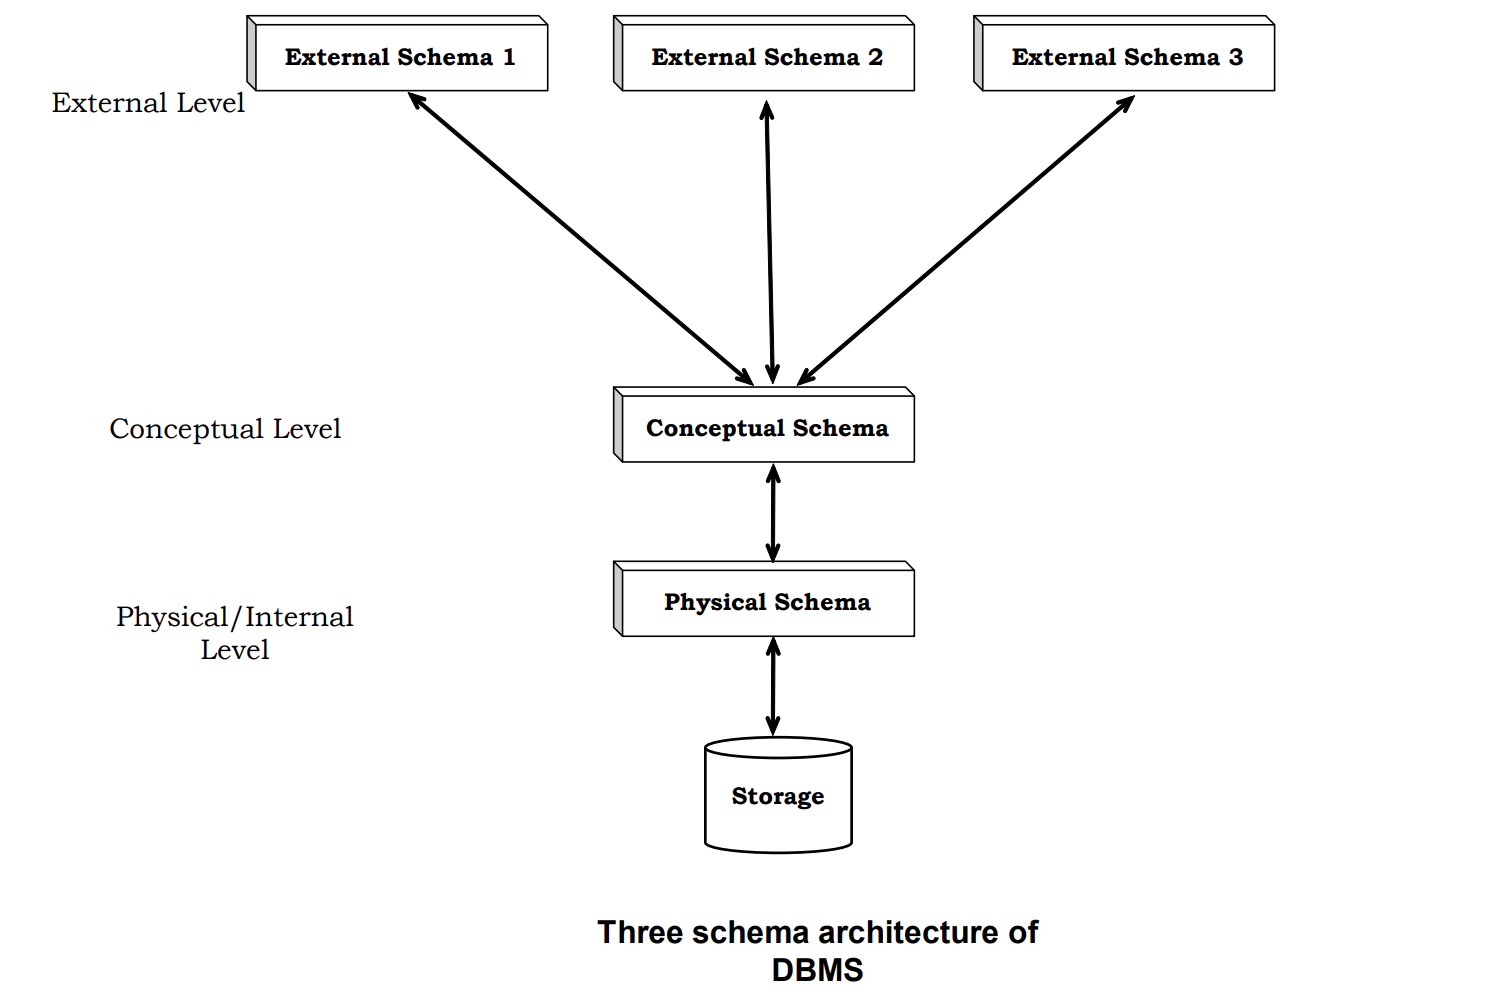 External Schema 1
External Schema 2
External Schema 3
External Level
Conceptual Level
Conceptual Schema
Physical/Internal
Level
Physical Schema
Storage
Three schema architecture of
DBMS